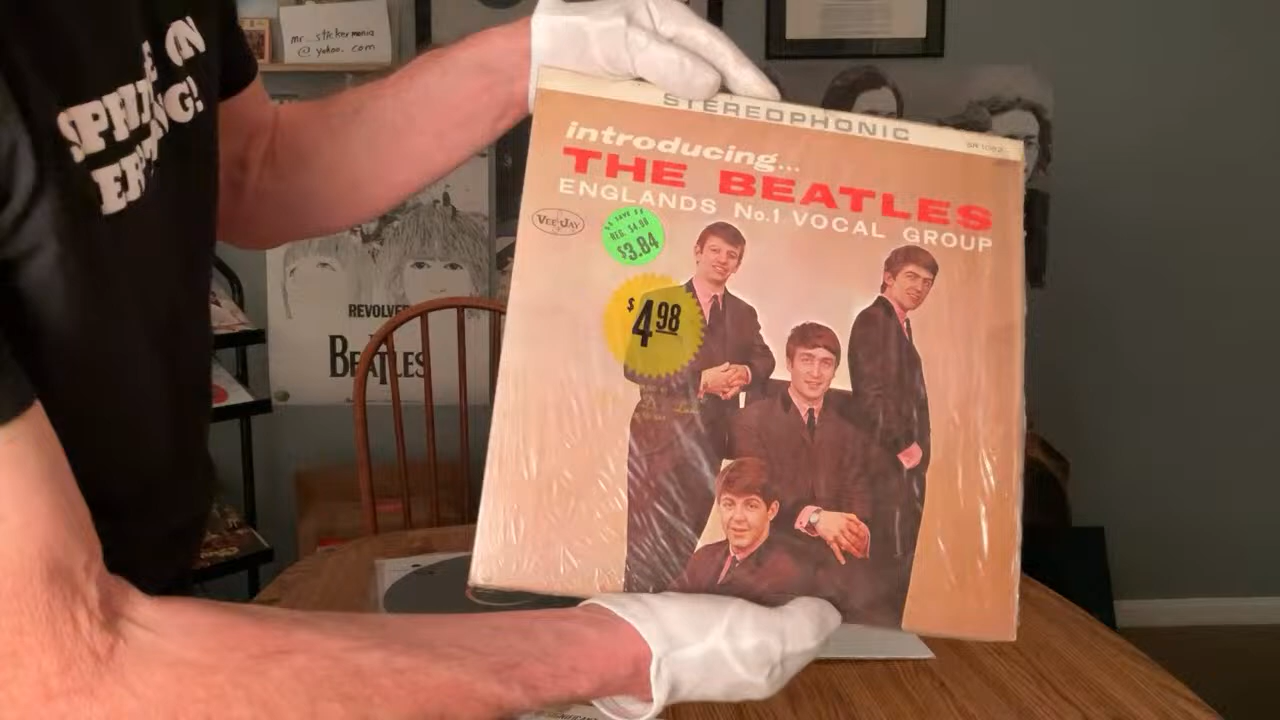 mr_stickermania
@ yahoo. com
STEREOPHONIC
SR 1062
introducing...
THE BEATLES
ENGLANDS No.1 VOCAL GROUP
VEE JAY
REG. $4.98
$3.84
$4.98
REVOLVER
BEATLES